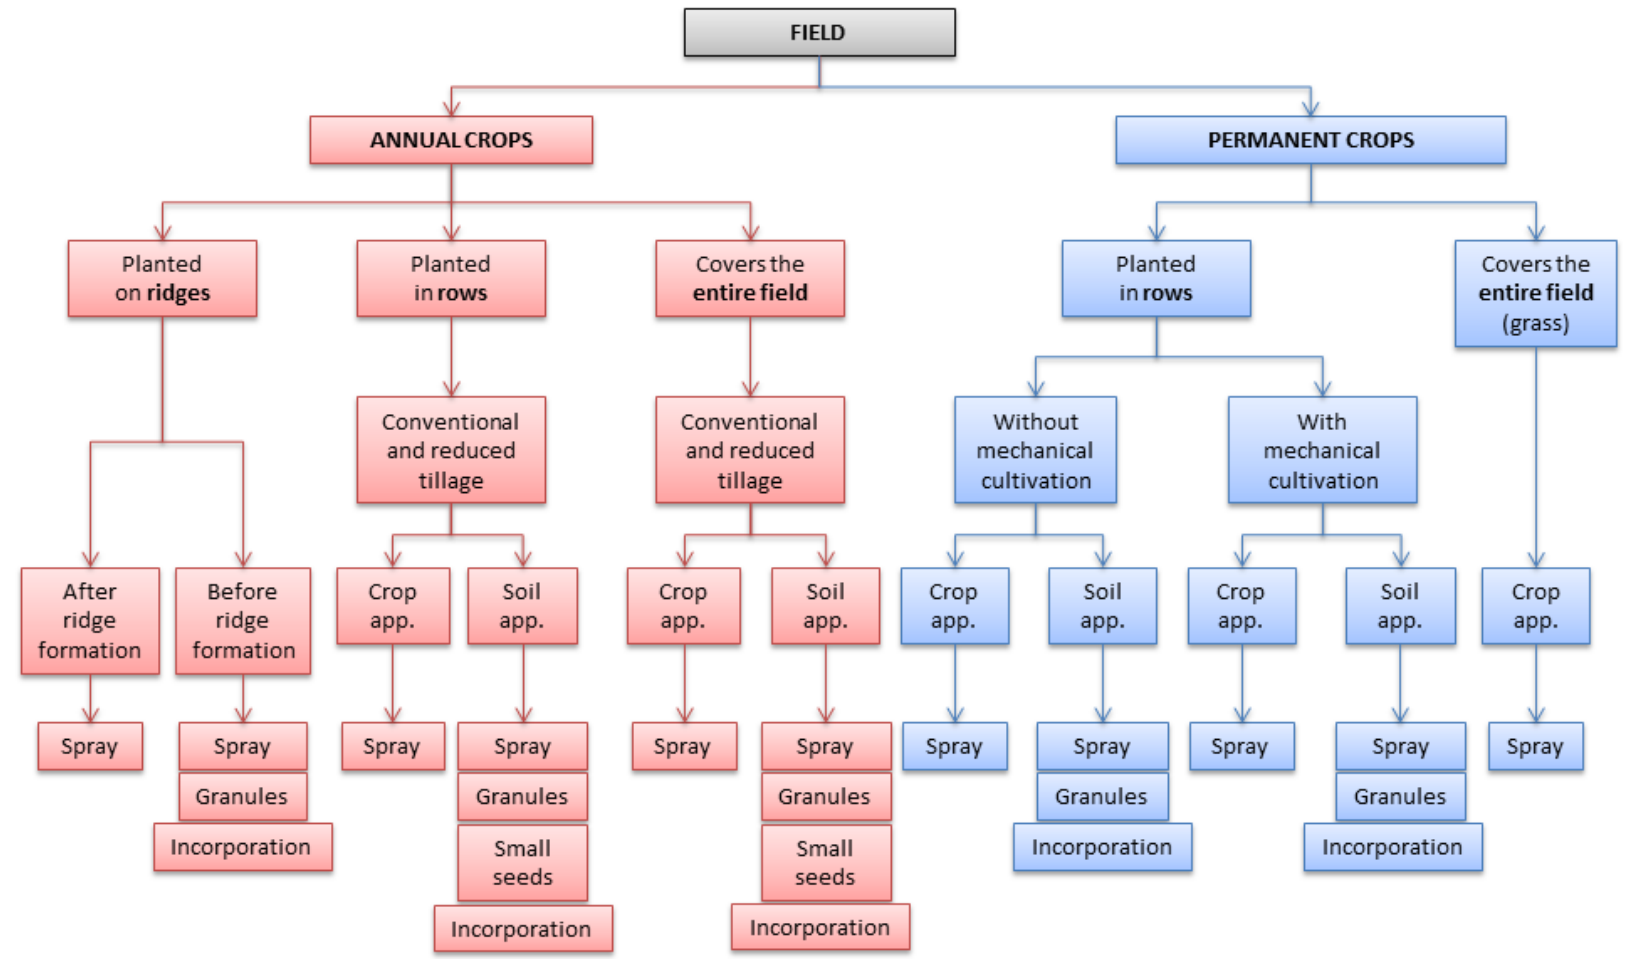 FIELD
ANNUAL CROPS
PERMANENT CROPS
Planted
on ridges
Planted
in rows
Covers the
entire field
Planted
in rows
Covers the
entire field
(grass)
Conventional
and reduced
tillage
Conventional
and reduced
tillage
Without
mechanical
cultivation
With
mechanical
cultivation
After
ridge
formation
Before
ridge
formation
Crop
app.
Soil
app.
Crop
app.
Soil
app.
Crop
app.
Soil
app.
Crop
app.
Soil
app.
Crop
app.
Spray
Spray
Spray
Spray
Spray
Spray
Spray
Spray
Spray
Spray
Spray
Granules
Granules
Granules
Granules
Granules
Incorporation
Small
seeds
Small
seeds
Incorporation
Incorporation
Incorporation
Incorporation